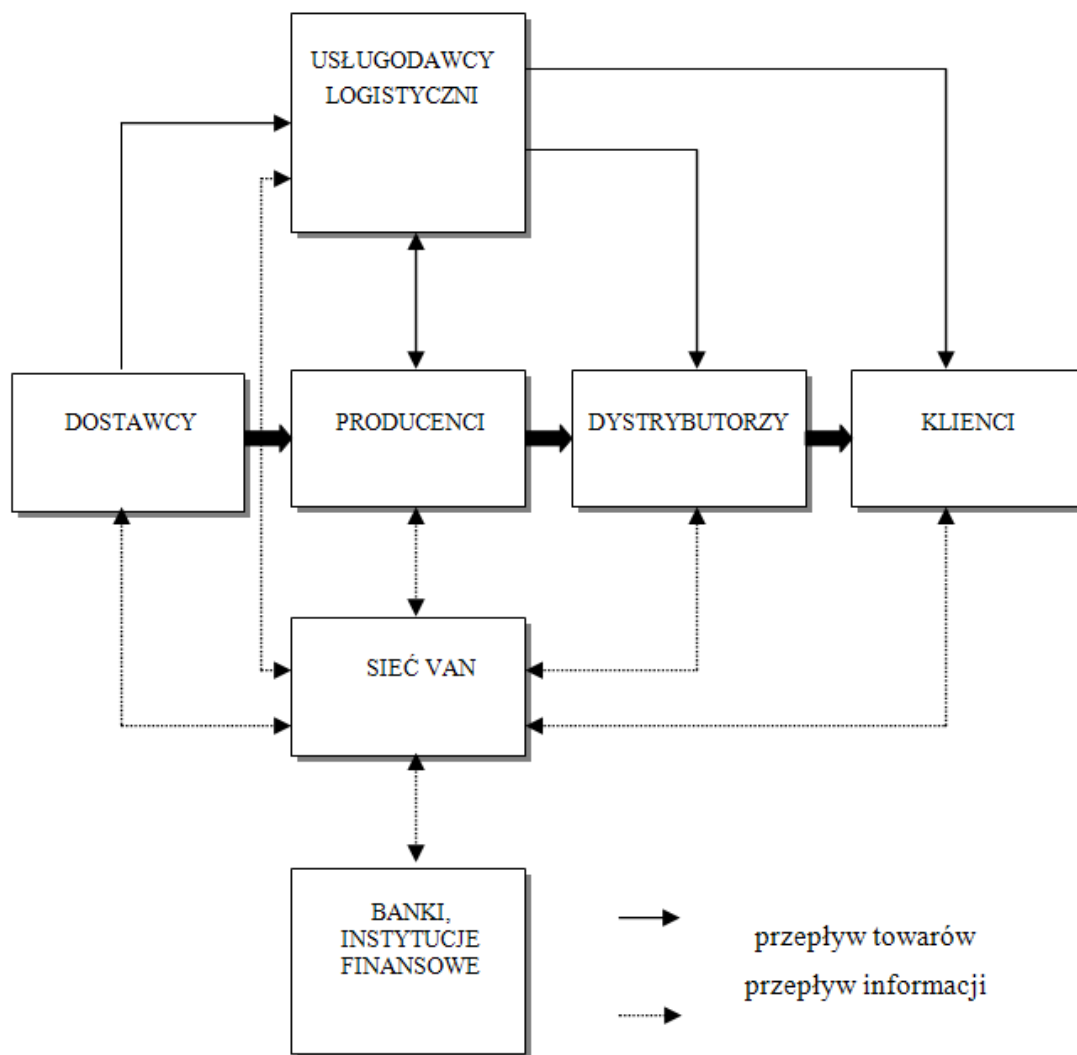 USŁUGODAWCY
LOGISTYCZNI
DOSTAWCY
PRODUCENCI
DYSTRYBUTORZY
KLIENCI
SIEĆ VAN
BANKI,
INSTYTUCJE
FINANSOWE
przepływ towarów
przepływ informacji